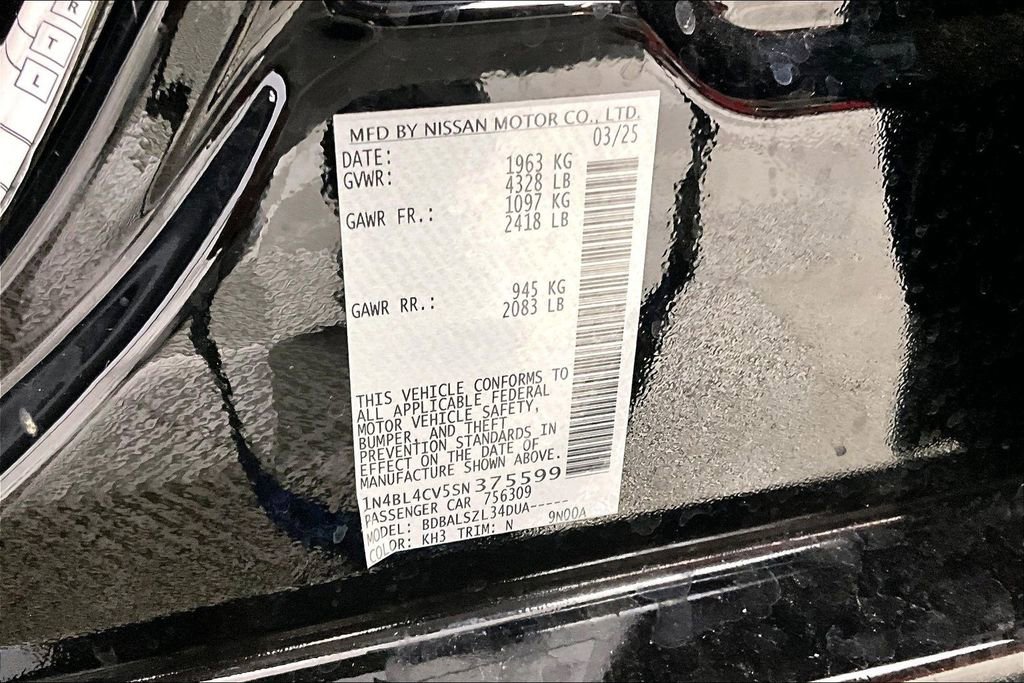 MFD BY NISSAN MOTOR CO., LTD.
DATE: 03/25
GVWR: 1963 KG
4328 LB
GAWR FR.: 1097 KG
2418 LB
GAWR RR.: 945 KG
2083 LB
THIS VEHICLE CONFORMS TO
ALL APPLICABLE FEDERAL
MOTOR VEHICLE SAFETY,
BUMPER, AND THEFT
PREVENTION STANDARDS IN
EFFECT ON THE DATE OF
MANUFACTURE SHOWN ABOVE.
1N4BL4CV5SN375599
PASSENGER CAR 756309
MODEL: BDBALSZL34DUA-----
COLOR: KH3 TRIM: N 9N00A